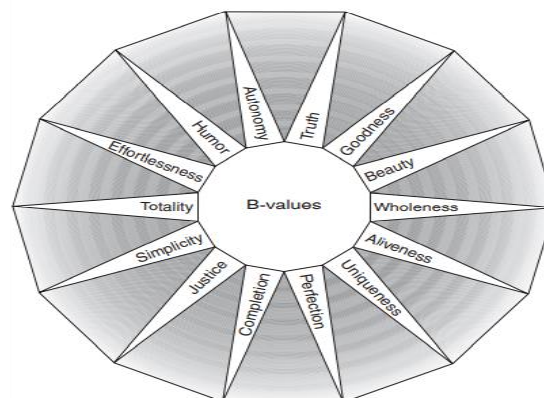 Truth
Goodness
Beauty
Wholeness
Aliveness
Uniqueness
Perfection
Completion
Justice
Simplicity
Totality
Effortlessness
Humor
Autonomy
B-values